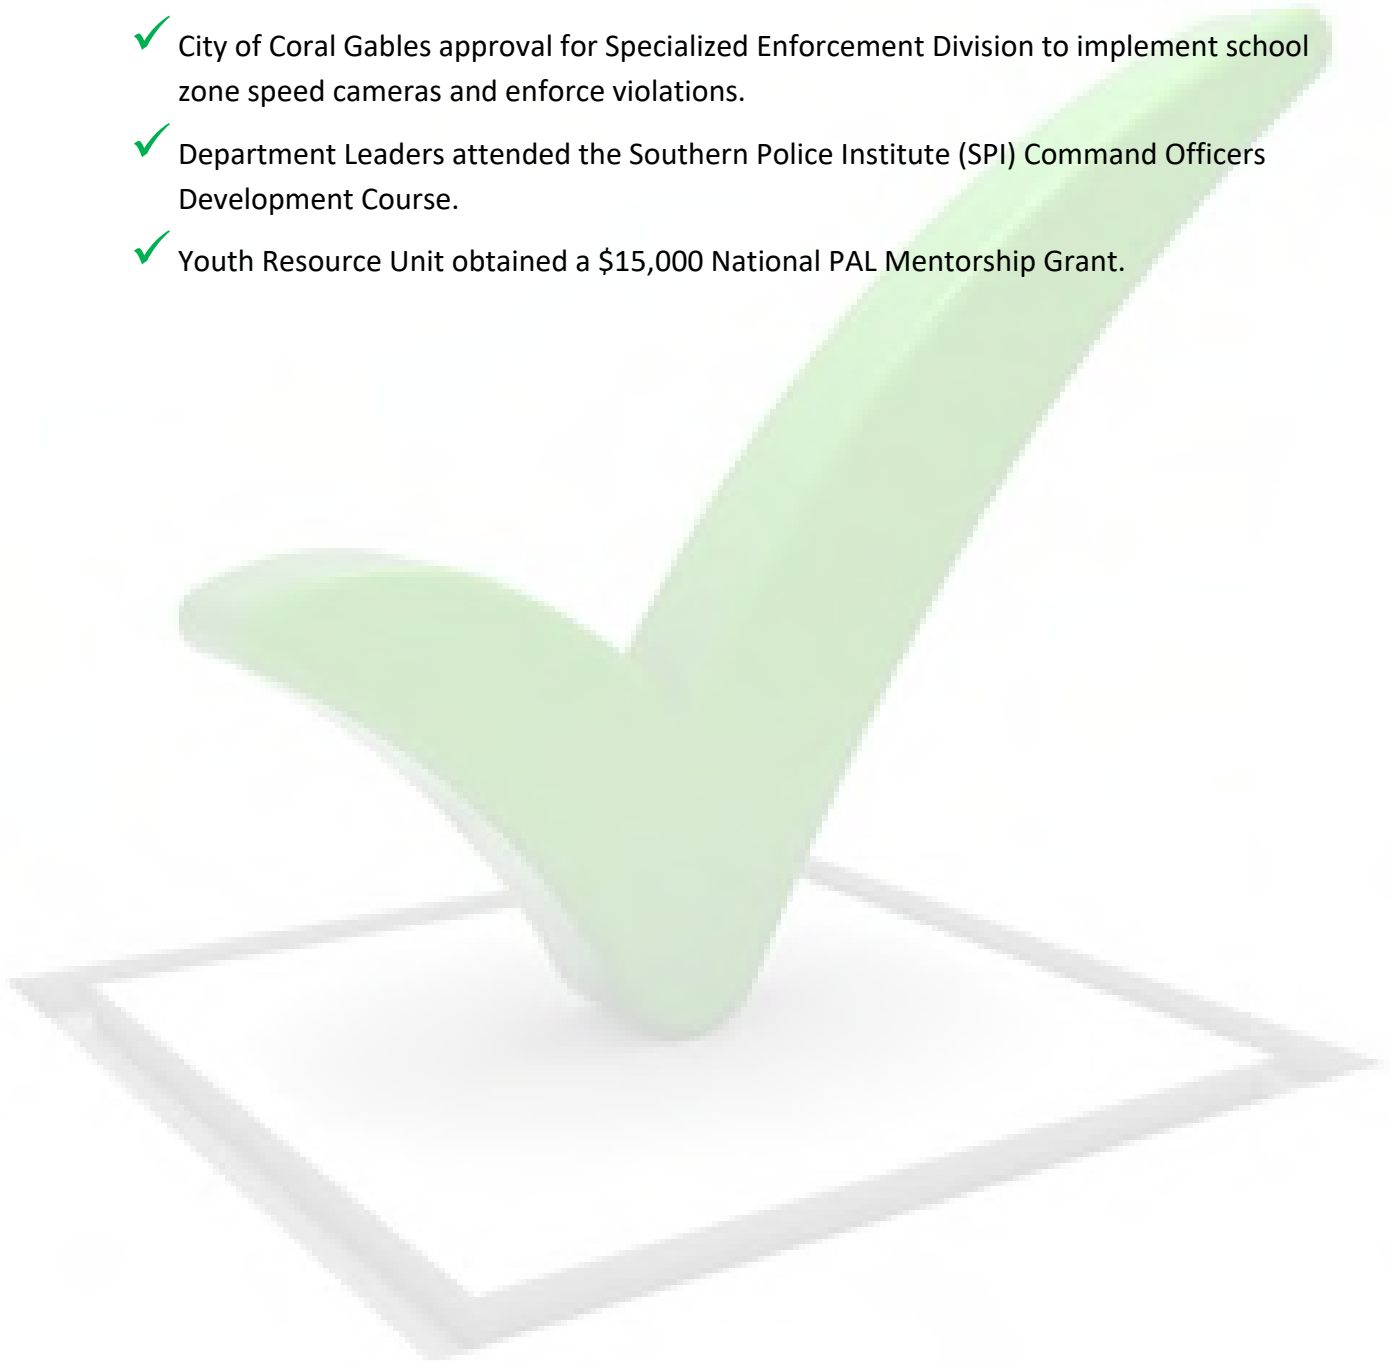 ✓ City of Coral Gables approval for Specialized Enforcement Division to implement school
zone speed cameras and enforce violations.
✓ Department Leaders attended the Southern Police Institute (SPI) Command Officers
Development Course.
✓ Youth Resource Unit obtained a $15,000 National PAL Mentorship Grant.